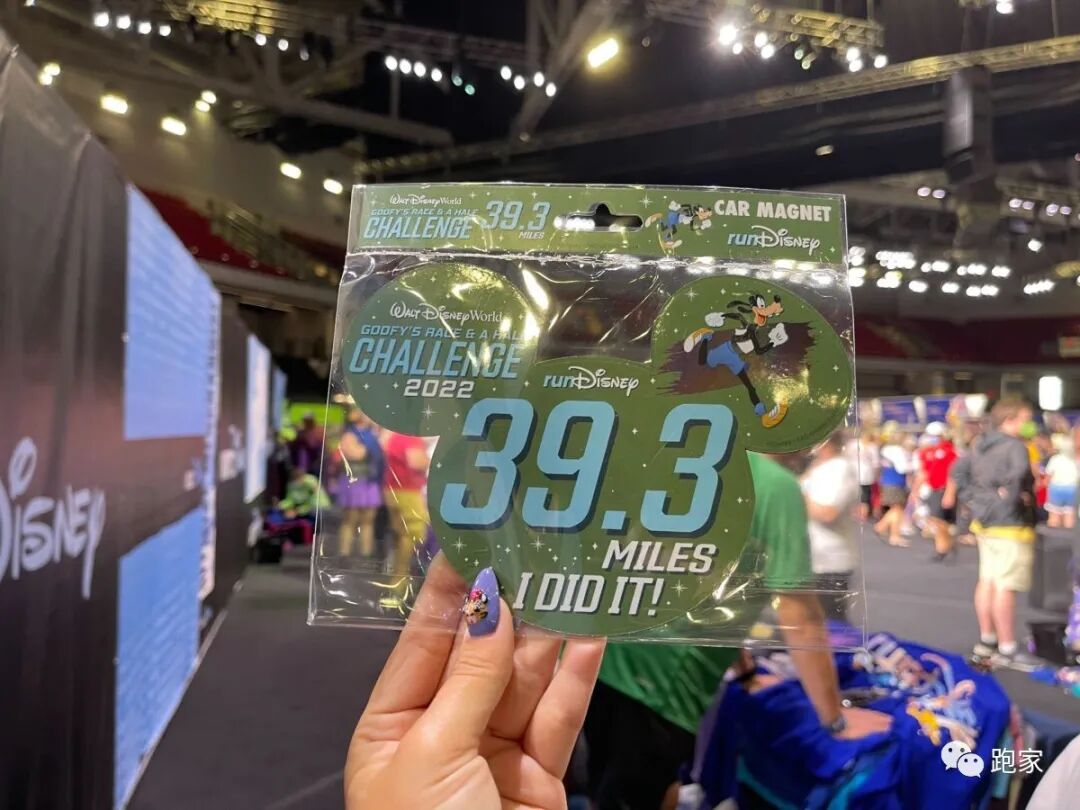 WALT DISNEY World
GOOFY'S RACE & A HALF
CHALLENGE
39.3
MILES
CAR MAGNET
runDisney
WALT DISNEY World
GOOFY'S RACE & A HALF
CHALLENGE
2022
runDisney
39.3
MILES
I DID IT!
DISNEY
跑家